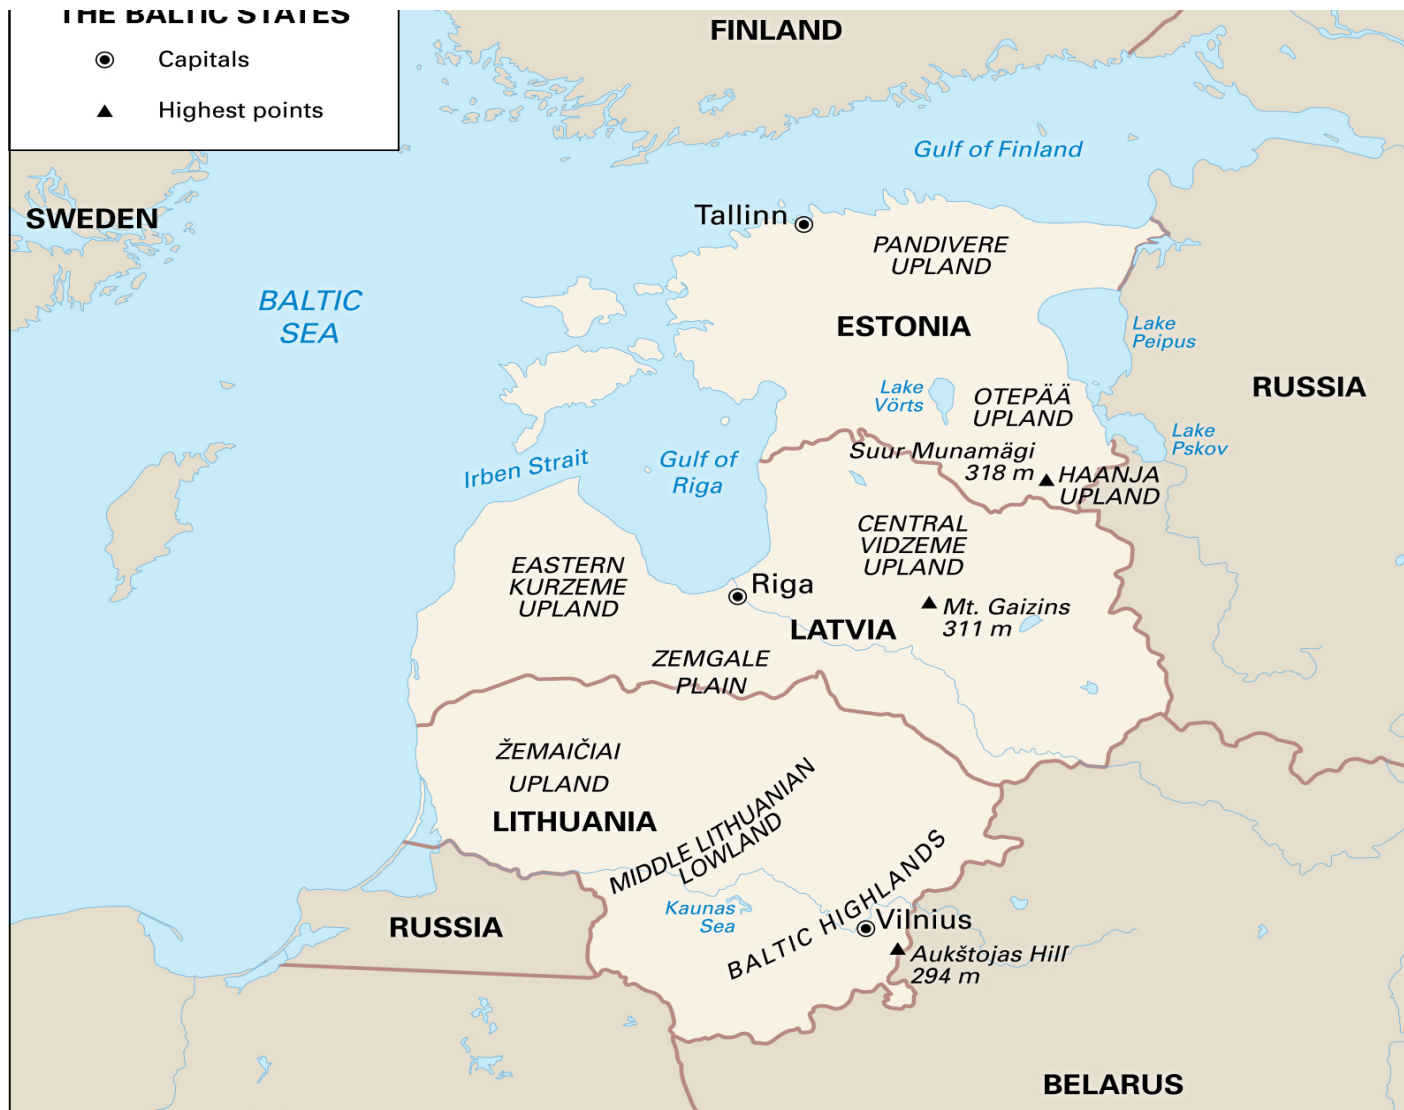 THE BALTIC STATES
Capitals
Highest points
FINLAND
Gulf of Finland
SWEDEN
Tallinn
PANDIVERE
UPLAND
BALTIC
SEA
ESTONIA
Lake
Peipus
RUSSIA
Lake
Võrts
OTEPÄÄ
UPLAND
Lake
Pskov
Suur Munamägi
318 m
HAANJA
UPLAND
Irben Strait
Gulf of
Riga
CENTRAL
VIDZEME
UPLAND
EASTERN
KURZEME
UPLAND
Riga
Mt. Gaizins
311 m
LATVIA
ZEMGALE
PLAIN
ŽEMAIČIAI
UPLAND
LITHUANIA
MIDDLE LITHUANIAN
LOWLAND
BALTIC HIGHLANDS
Kaunas
Sea
Vilnius
RUSSIA
Aukštojas Hill
294 m
BELARUS